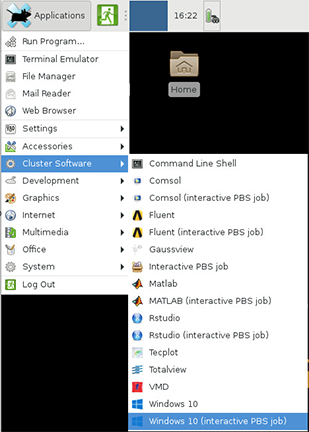 Applications
16:22
Run Program...
Terminal Emulator
File Manager
Mail Reader
Web Browser
Settings
Accessories
Cluster Software
Development
Graphics
Internet
Multimedia
Office
System
Log Out
Home
Command Line Shell
Comsol
Comsol (interactive PBS job)
Fluent
Fluent (interactive PBS job)
Gaussview
Interactive PBS job
Matlab
MATLAB (interactive PBS job)
Rstudio
Rstudio (interactive PBS job)
Tecplot
Totalview
VMD
Windows 10
Windows 10 (interactive PBS job)